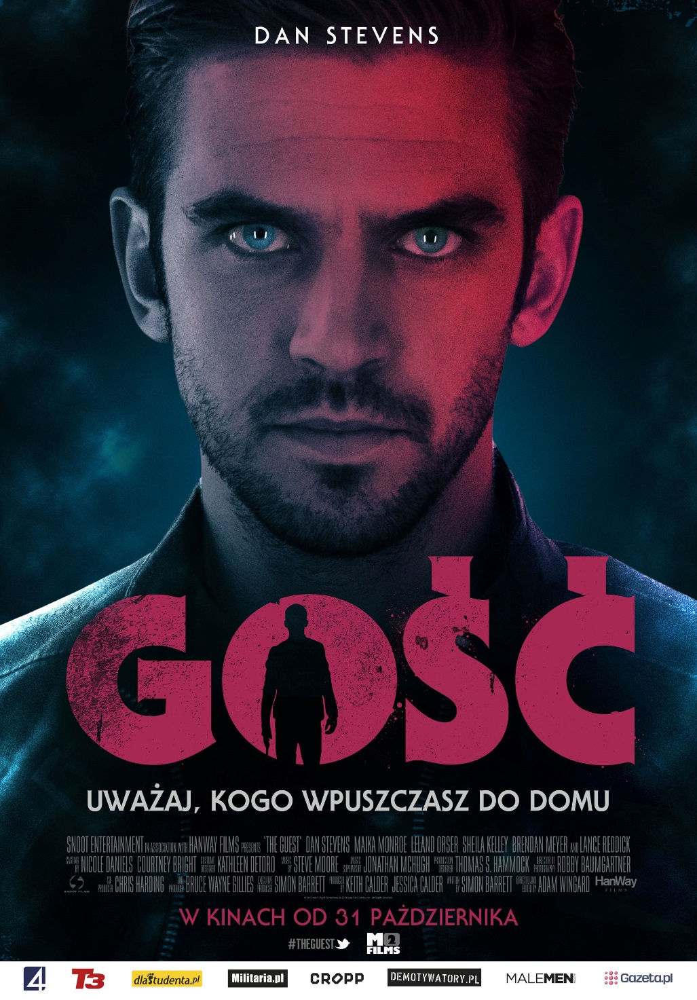 DAN STEVENS
GOŚĆ
UWAŻAJ, KOGO WPUSZCZASZ DO DOMU
SNOOT ENTERTAINMENT IN ASSOCIATION WITH HANWAY FILMS PRESENTS "THE GUEST" DAN STEVENS MAIKA MONROE LELAND ORSER SHEILA KELLEY BRENDAN MEYER AND LANCE REDDICK
CASTING BY NICOLE DANIELS COURTNEY BRIGHT COSTUME DESIGNER KATHLEEN DETORO MUSIC BY STEVE MOORE MUSIC SUPERVISOR JONATHAN MCHUGH PRODUCTION DESIGNER THOMAS S. HAMMOCK DIRECTOR OF PHOTOGRAPHY ROBBY BAUMGARTNER
SNOOT FILMS CO-PRODUCER CHRIS HARDING LINE PRODUCER BRUCE WAYNE GILLIES EXECUTIVE PRODUCER SIMON BARRETT PRODUCED BY KEITH CALDER JESSICA CALDER WRITTEN BY SIMON BARRETT DIRECTED AND EDITED BY ADAM WINGARD HanWay FILMS
W KINACH OD 31 PAŹDZIERNIKA
#THEGUEST M2 FILMS
4 T3 dlaStudenta.pl Militaria.pl CROPP DEMOTYWATORY.PL MALEMEN Gazeta.pl